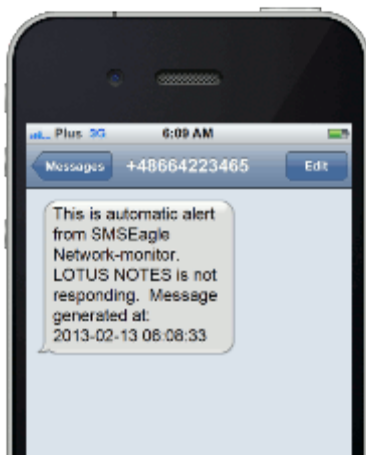 Plus 3G 6:09 AM
Messages +48664223465 Edit
This is automatic alert
from SMSEagle
Network-monitor.
LOTUS NOTES is not
responding. Message
generated at:
2013-02-13 06:08:33